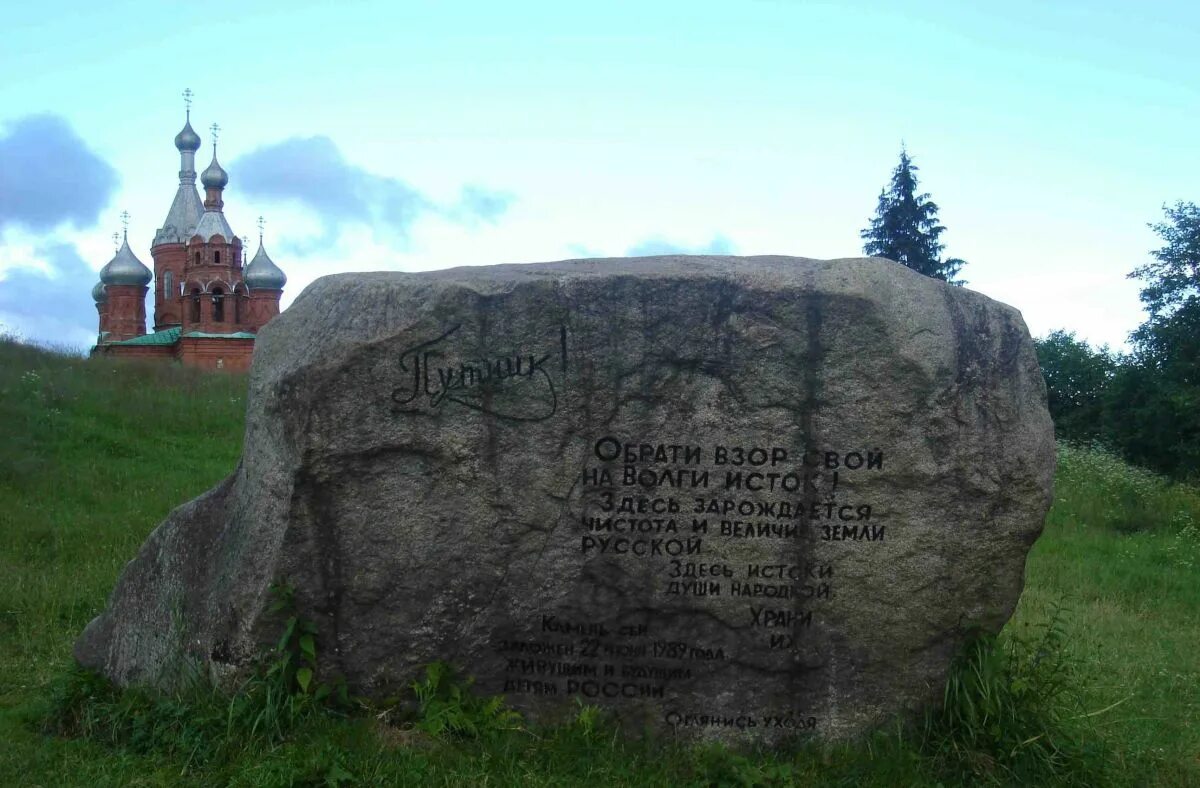 Путник!
Обрати взор свой
на Волги исток!
Здесь зарождается
чистота и величие земли
русской
Здесь истоки
души народной
Храни
их
Камень сей
заложен 22 июня 1989 года
живущим и будущим
дням России
Оглянись уходя